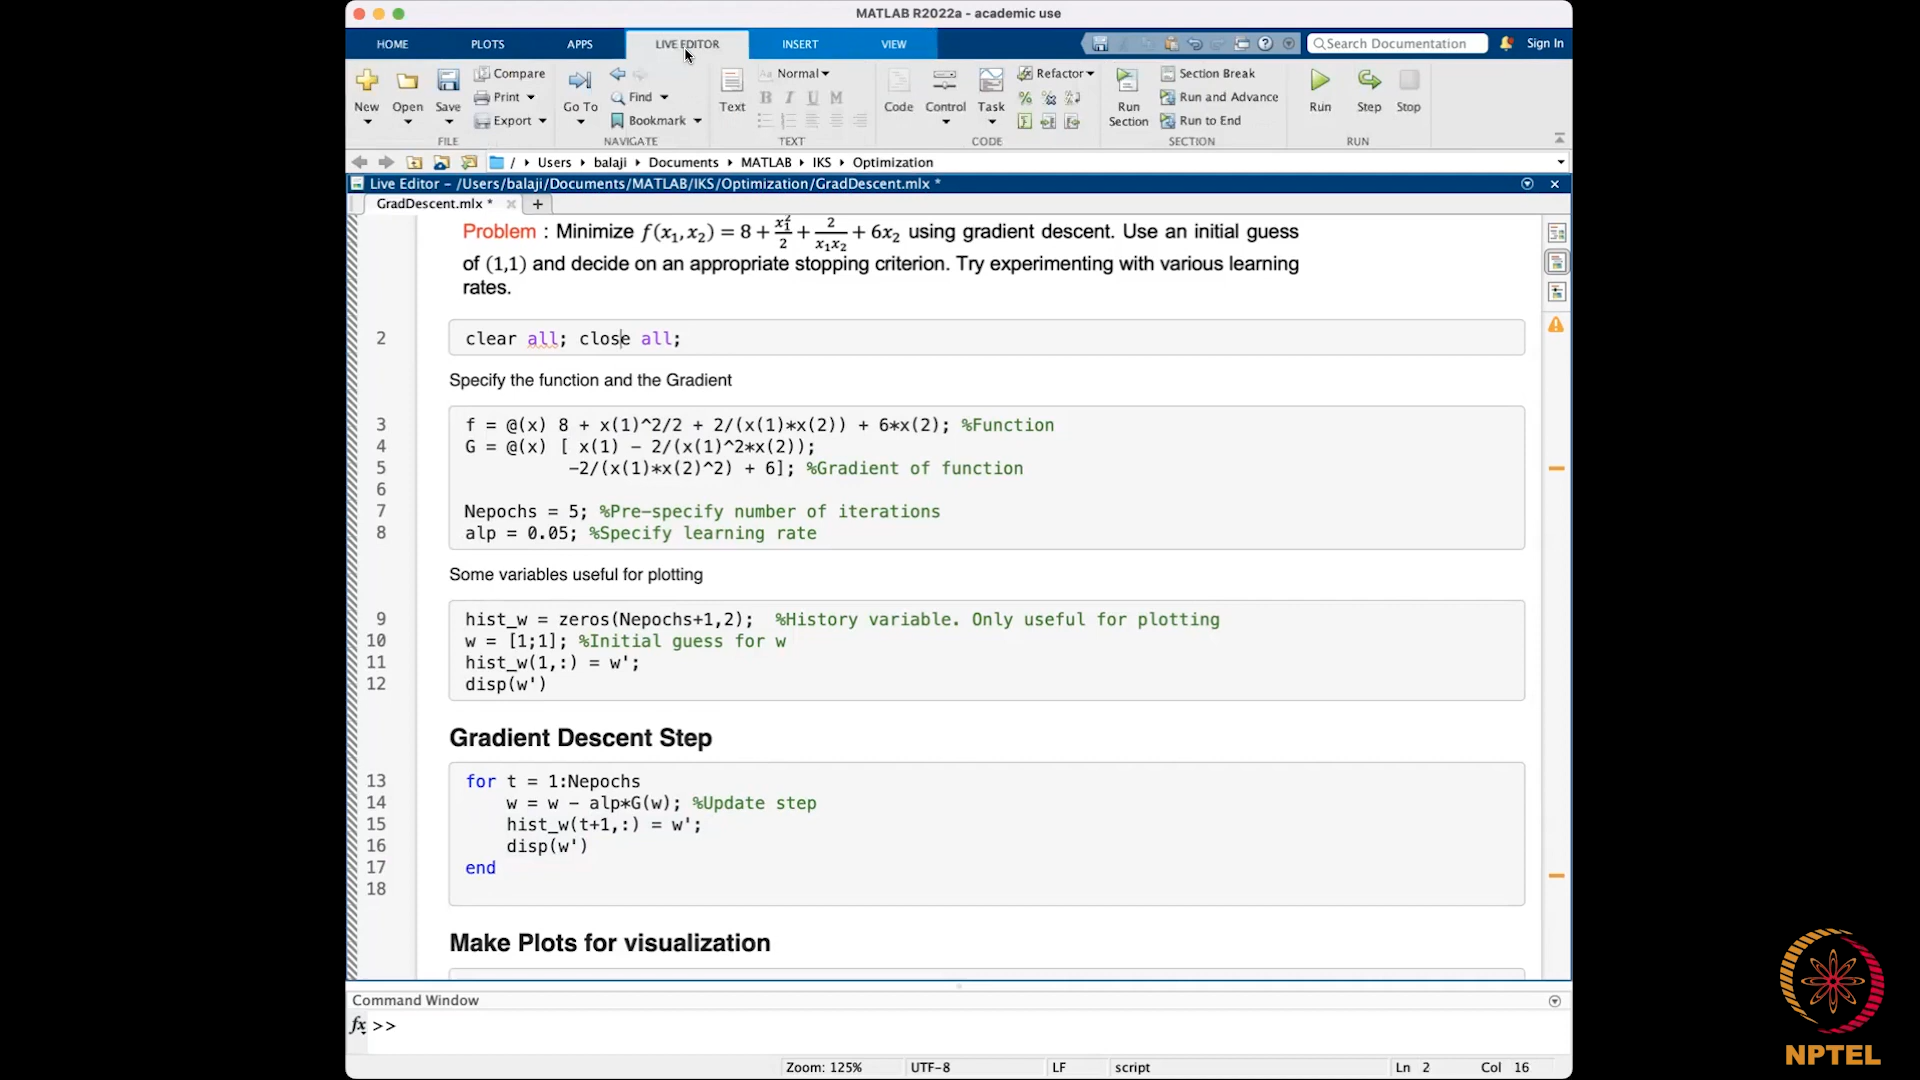 MATLAB R2022a - academic use
HOME PLOTS APPS LIVE EDITOR INSERT VIEW Search Documentation Sign In
New Open Save Compare Print Export Go To Find Bookmark Text Normal B I U M Code Control Task Refactor Run Section Section Break Run and Advance Run to End Run Step Stop
FILE NAVIGATE TEXT CODE SECTION RUN
/ Users balaji Documents MATLAB IKS Optimization
Live Editor - /Users/balaji/Documents/MATLAB/IKS/Optimization/GradDescent.mlx *
GradDescent.mlx * × +
Problem : Minimize f(x₁,x₂) = 8 + x₁²/2 + 2/x₁x₂ + 6x₂ using gradient descent. Use an initial guess
of (1,1) and decide on an appropriate stopping criterion. Try experimenting with various learning
rates.
2 clear all; close all;
Specify the function and the Gradient
3 f = @(x) 8 + x(1)^2/2 + 2/(x(1)*x(2)) + 6*x(2); %Function
4 G = @(x) [ x(1) - 2/(x(1)^2*x(2));
5 -2/(x(1)*x(2)^2) + 6]; %Gradient of function
6
7 Nepochs = 5; %Pre-specify number of iterations
8 alp = 0.05; %Specify learning rate
Some variables useful for plotting
9 hist_w = zeros(Nepochs+1,2); %History variable. Only useful for plotting
10 w = [1;1]; %Initial guess for w
11 hist_w(1,:) = w';
12 disp(w')
Gradient Descent Step
13 for t = 1:Nepochs
14 w = w - alp*G(w); %Update step
15 hist_w(t+1,:) = w';
16 disp(w')
17 end
18
Make Plots for visualization
Command Window
fx >>
Zoom: 125% UTF-8 LF script Ln 2 Col 16
NPTEL